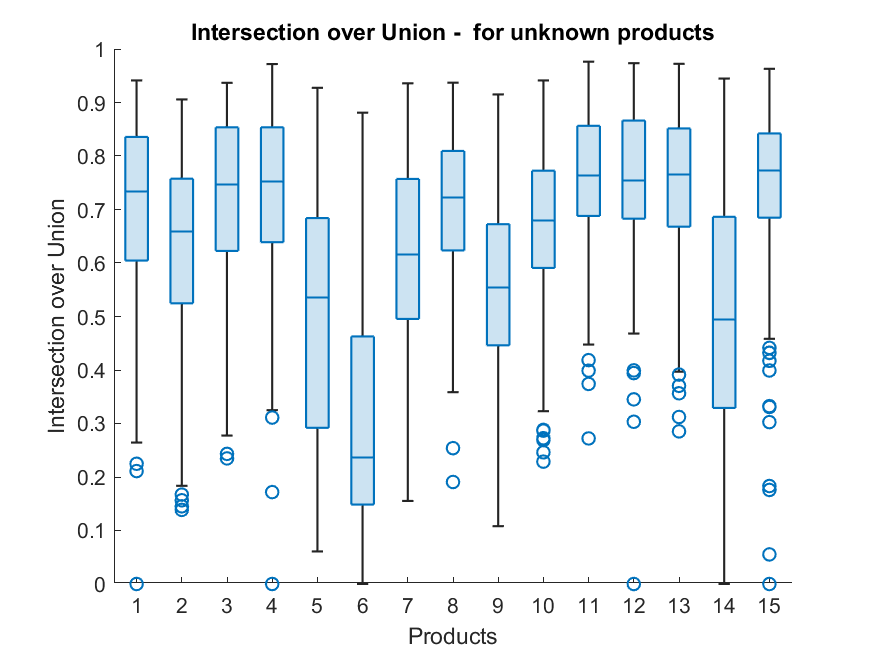 Intersection over Union -  for unknown products
1
0.9
0.8
0.7
0.6
0.5
0.4
0.3
0.2
0.1
0
Intersection over Union
1 2 3 4 5 6 7 8 9 10 11 12 13 14 15
Products